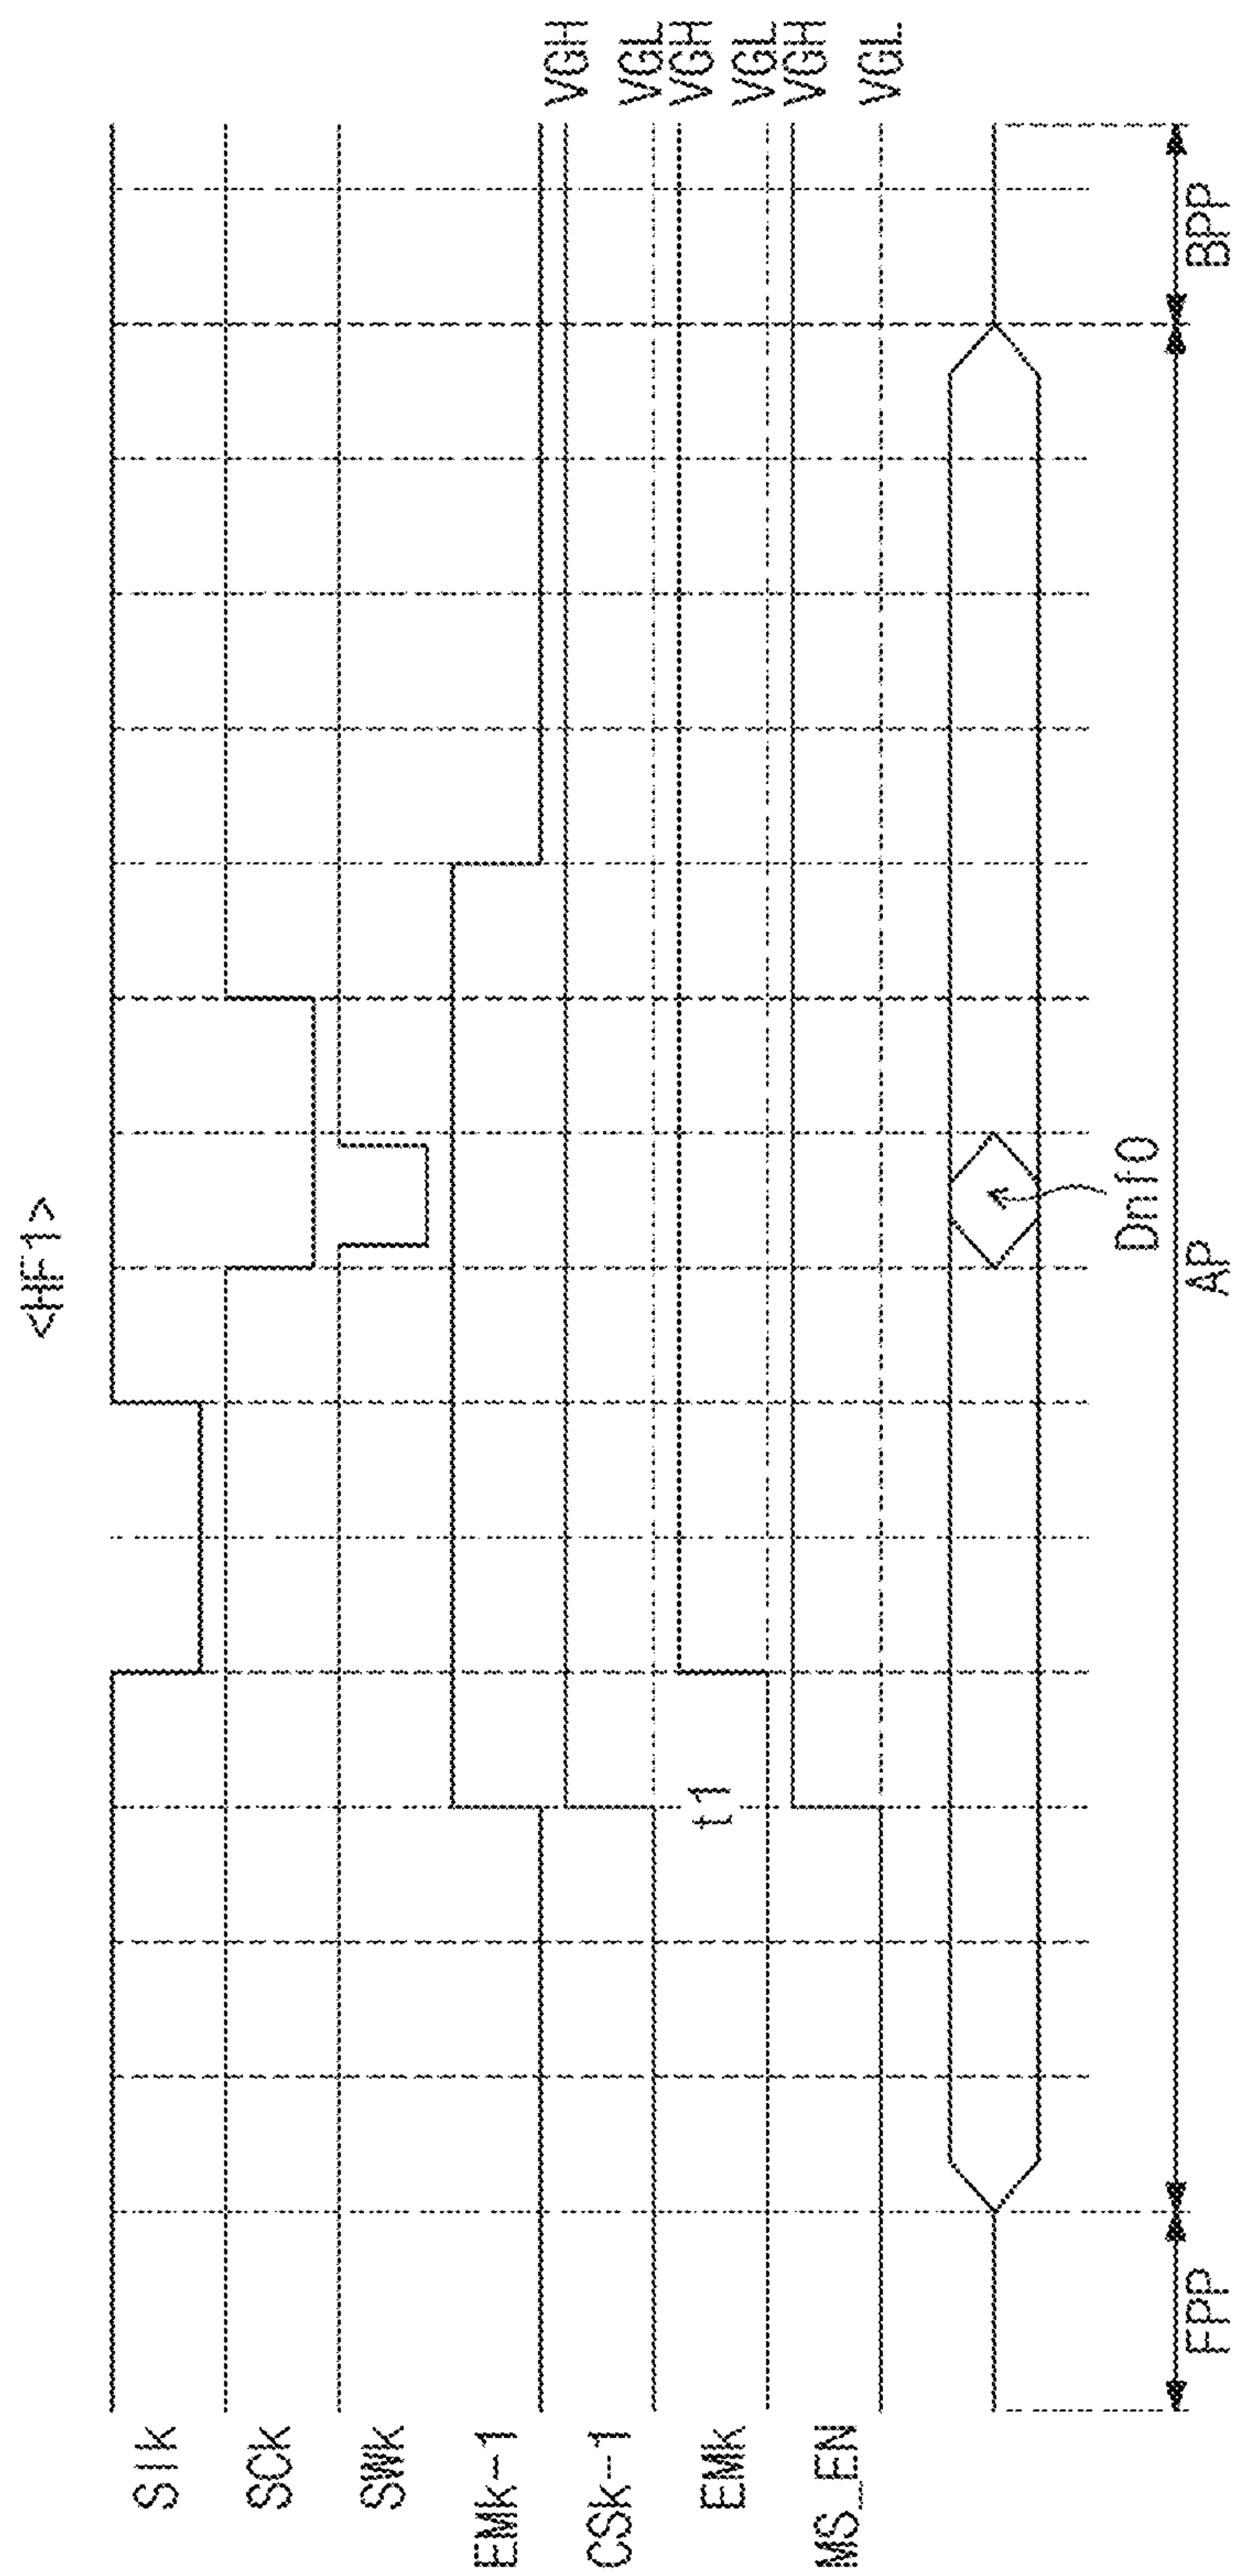 <HF1>
SIk
SCk
SWk
EMk-1
CSk-1
EMk
MS_EN
VGH
VGL
VGH
VGL
VGH
VGL
t1
Dnf0
FPP
AP
BPP